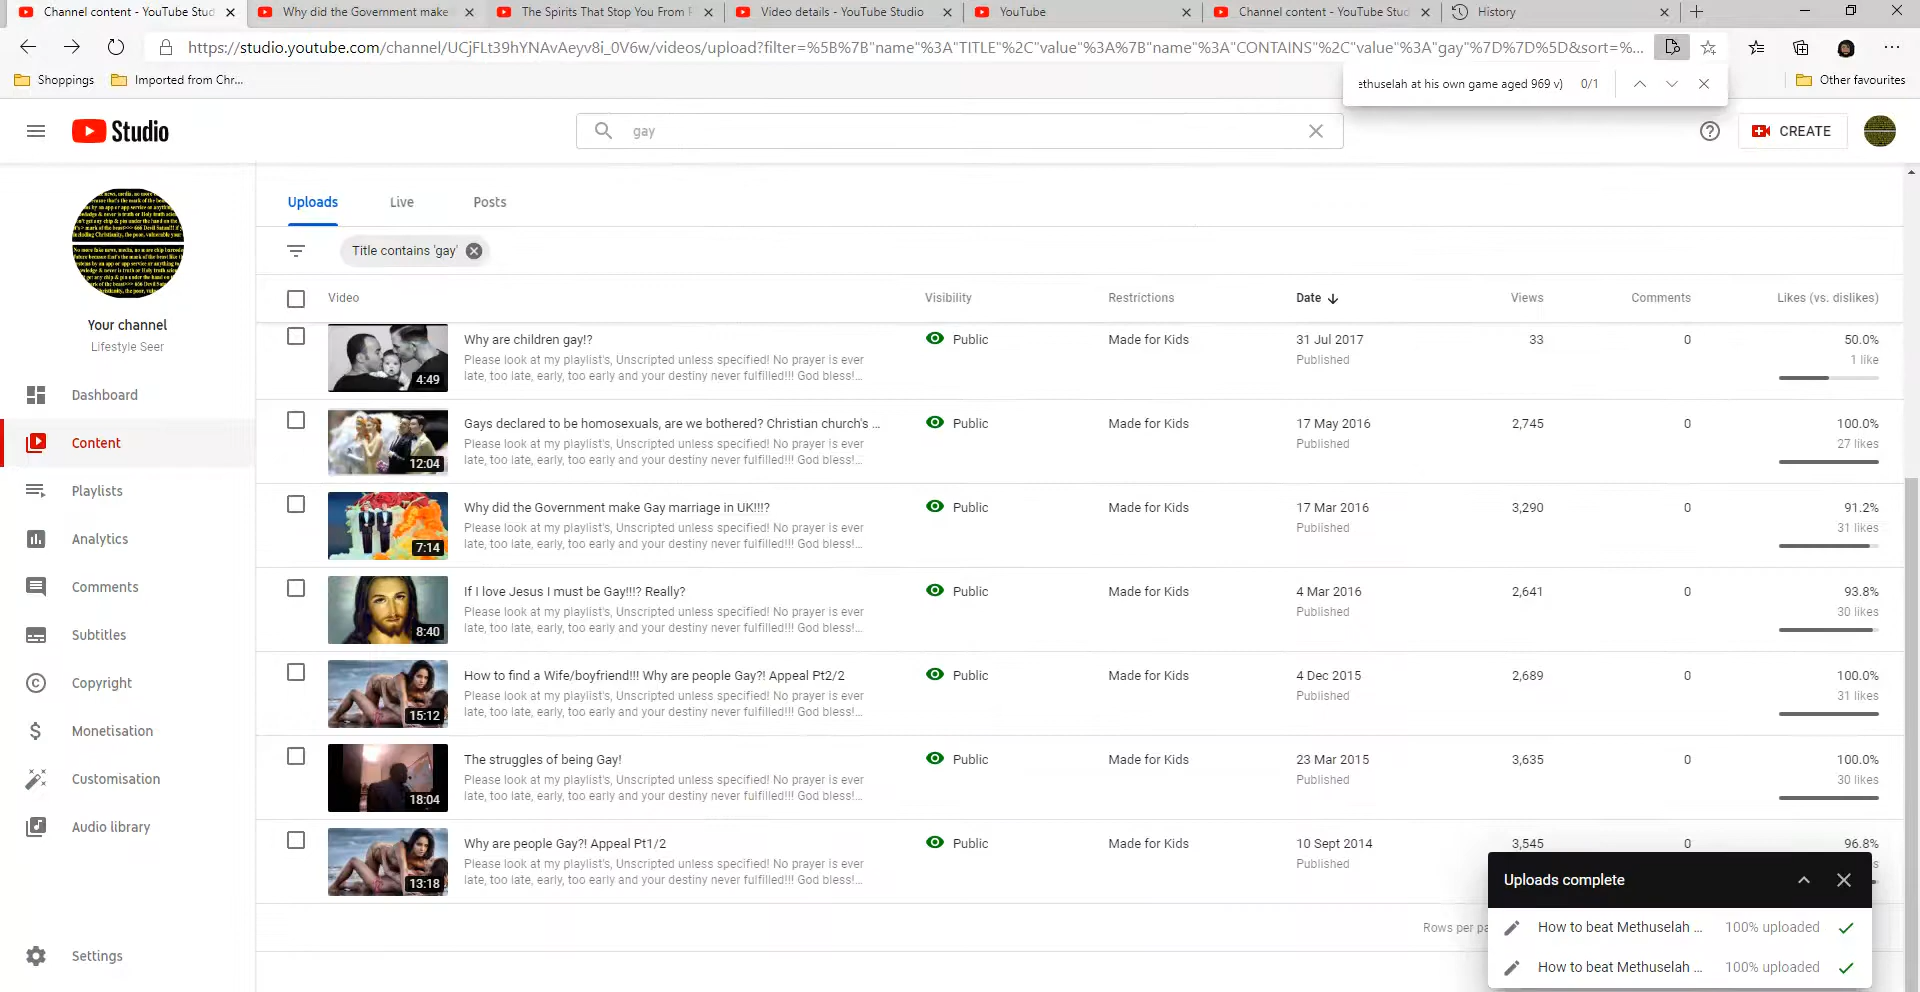 Channel content - YouTube Stud
Why did the Government make
The Spirits That Stop You From F
Video details - YouTube Studio
YouTube
Channel content - YouTube Stud
History
https://studio.youtube.com/channel/UCjFLt39hYNAvAeyv8i_0V6w/videos/upload?filter=%5B%7B"name"%3A"TITLE"%2C"value"%3A%7B"name"%3A"CONTAINS"%2C"value"%3A"gay"%7D%7D%5D&sort=%...
Shoppings
Imported from Chr...
ethuselah at his own game aged 969 v)
0/1
Other favourites
Studio
gay
CREATE
Your channel
Lifestyle Seer
Dashboard
Content
Playlists
Analytics
Comments
Subtitles
Copyright
Monetisation
Customisation
Audio library
Settings
Uploads
Live
Posts
Title contains 'gay'
Video
Visibility
Restrictions
Date
Views
Comments
Likes (vs. dislikes)
4:49
Why are children gay!?
Please look at my playlist's, Unscripted unless specified! No prayer is ever
late, too late, early, too early and your destiny never fulfilled!!! God bless!...
Public
Made for Kids
31 Jul 2017
Published
33
0
50.0%
1 like
12:04
Gays declared to be homosexuals, are we bothered? Christian church's ...
Please look at my playlist's, Unscripted unless specified! No prayer is ever
late, too late, early, too early and your destiny never fulfilled!!! God bless!...
Public
Made for Kids
17 May 2016
Published
2,745
0
100.0%
27 likes
7:14
Why did the Government make Gay marriage in UK!!!?
Please look at my playlist's, Unscripted unless specified! No prayer is ever
late, too late, early, too early and your destiny never fulfilled!!! God bless!...
Public
Made for Kids
17 Mar 2016
Published
3,290
0
91.2%
31 likes
8:40
If I love Jesus I must be Gay!!!? Really?
Please look at my playlist's, Unscripted unless specified! No prayer is ever
late, too late, early, too early and your destiny never fulfilled!!! God bless!...
Public
Made for Kids
4 Mar 2016
Published
2,641
0
93.8%
30 likes
15:12
How to find a Wife/boyfriend!!! Why are people Gay?! Appeal Pt2/2
Please look at my playlist's, Unscripted unless specified! No prayer is ever
late, too late, early, too early and your destiny never fulfilled!!! God bless!...
Public
Made for Kids
4 Dec 2015
Published
2,689
0
100.0%
31 likes
18:04
The struggles of being Gay!
Please look at my playlist's, Unscripted unless specified! No prayer is ever
late, too late, early, too early and your destiny never fulfilled!!! God bless!...
Public
Made for Kids
23 Mar 2015
Published
3,635
0
100.0%
30 likes
13:18
Why are people Gay?! Appeal Pt1/2
Please look at my playlist's, Unscripted unless specified! No prayer is ever
late, too late, early, too early and your destiny never fulfilled!!! God bless!...
Public
Made for Kids
10 Sept 2014
Published
3,545
0
96.8%
Rows per pa
Uploads complete
How to beat Methuselah ...
100% uploaded
How to beat Methuselah ...
100% uploaded